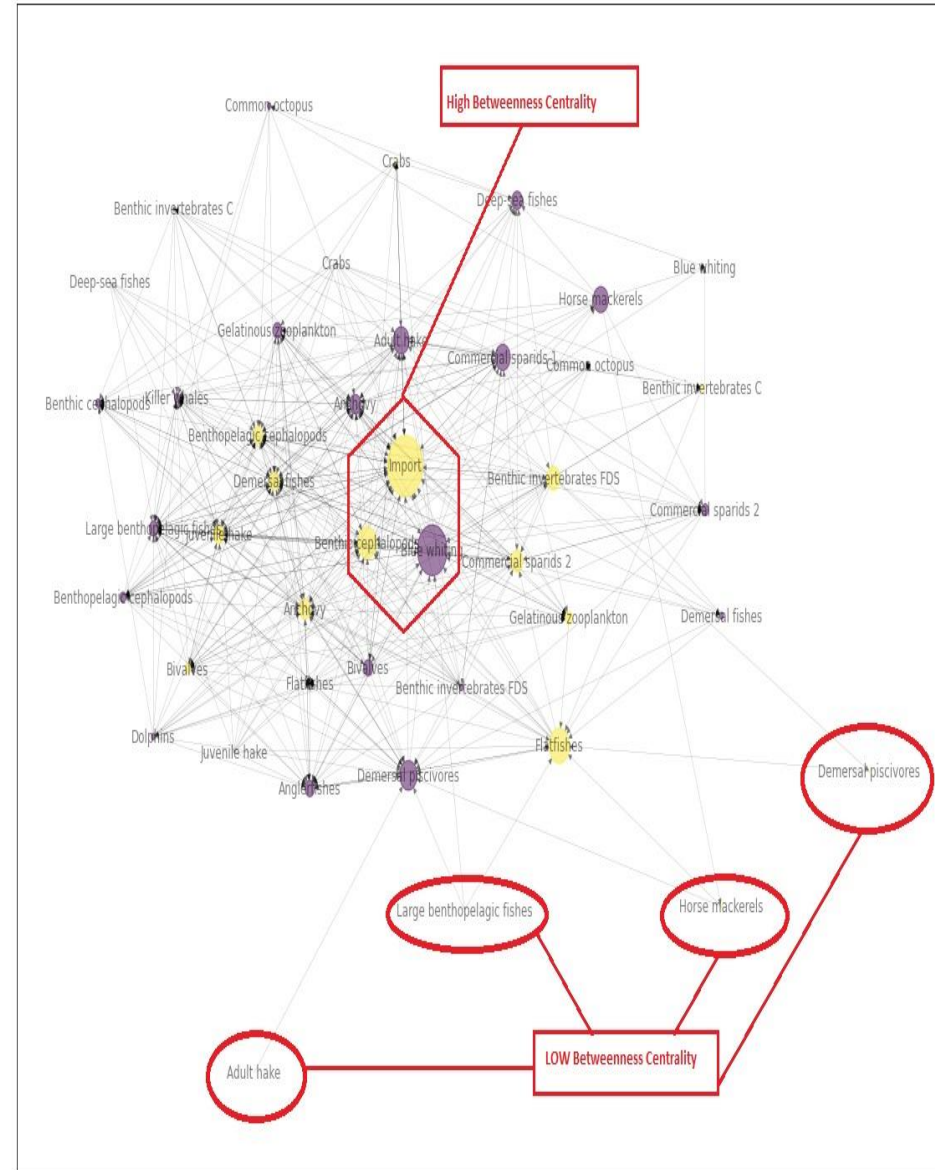 High Betweenness Centrality
Common octopus
Crabs
Deep-sea fishes
Benthic invertebrates C
Crabs
Blue whiting
Deep-sea fishes
Horse mackerels
Gelatinous zooplankton
Adult hake
Commercial sparids 1
Common octopus
Benthic invertebrates C
Killer whales
Benthic cephalopods
Anchovy
Benthopelagic cephalopods
Import
Demersal fishes
Benthic invertebrates FDS
Commercial sparids 2
Large benthopelagic fishes
Juvenile hake
Benthic cephalopods
Blue whiting
Commercial sparids 2
Benthopelagic cephalopods
Anchovy
Gelatinous zooplankton
Demersal fishes
Bivalves
Bivalves
Flatfishes
Benthic invertebrates FDS
Dolphins
Juvenile hake
Flatfishes
Anglerfishes
Demersal piscivores
Demersal piscivores
Large benthopelagic fishes
Horse mackerels
LOW Betweenness Centrality
Adult hake